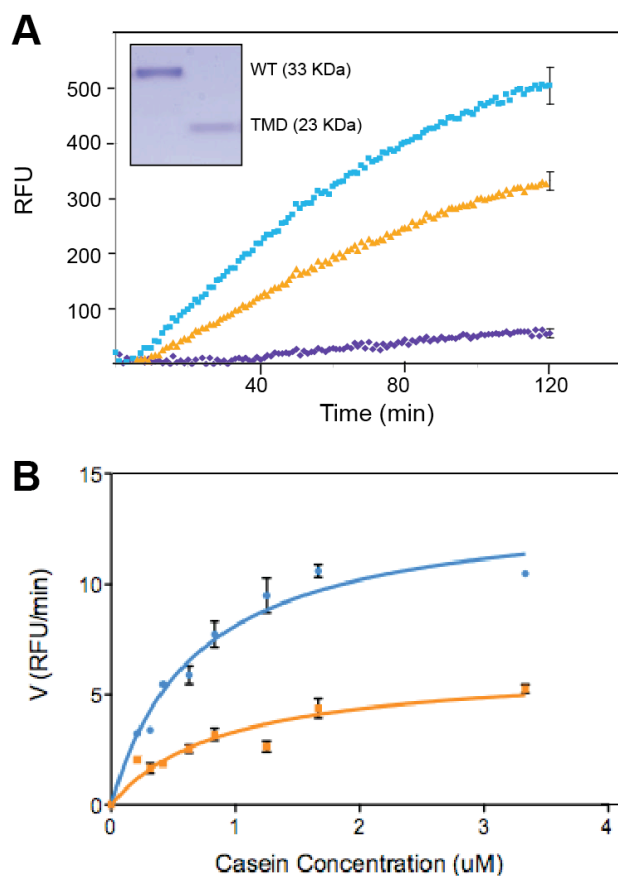 A
WT (33 KDa)
TMD (23 KDa)
500
400
300
200
100
RFU
40
80
120
Time (min)
B
15
10
5
0
V (RFU/min)
0
1
2
3
4
Casein Concentration (uM)